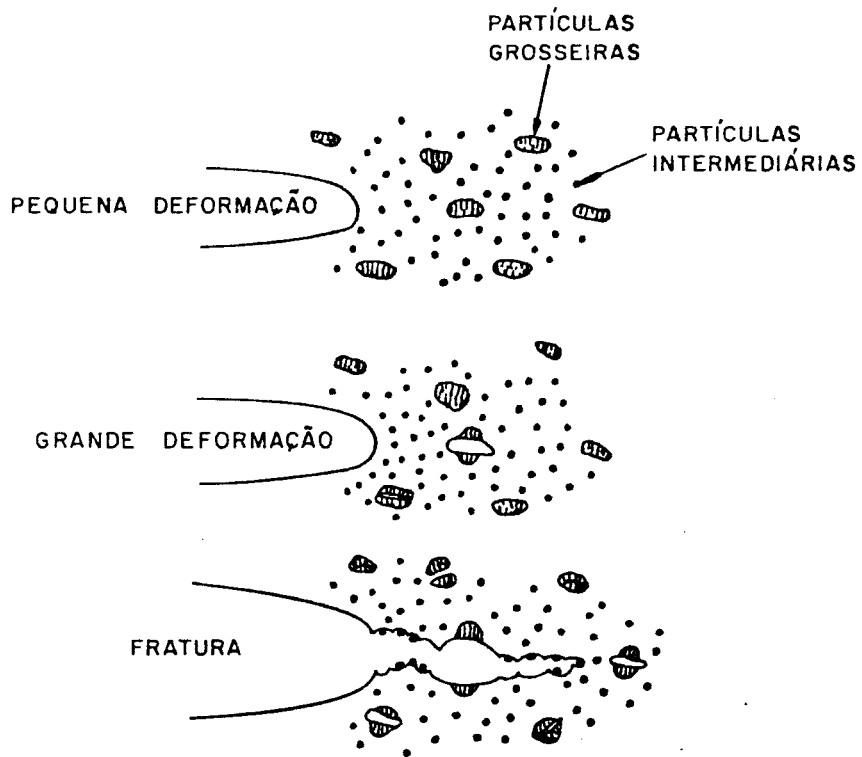 PARTÍCULAS
GROSSEIRAS
PARTÍCULAS
INTERMEDIÁRIAS
PEQUENA DEFORMAÇÃO
GRANDE DEFORMAÇÃO
FRATURA